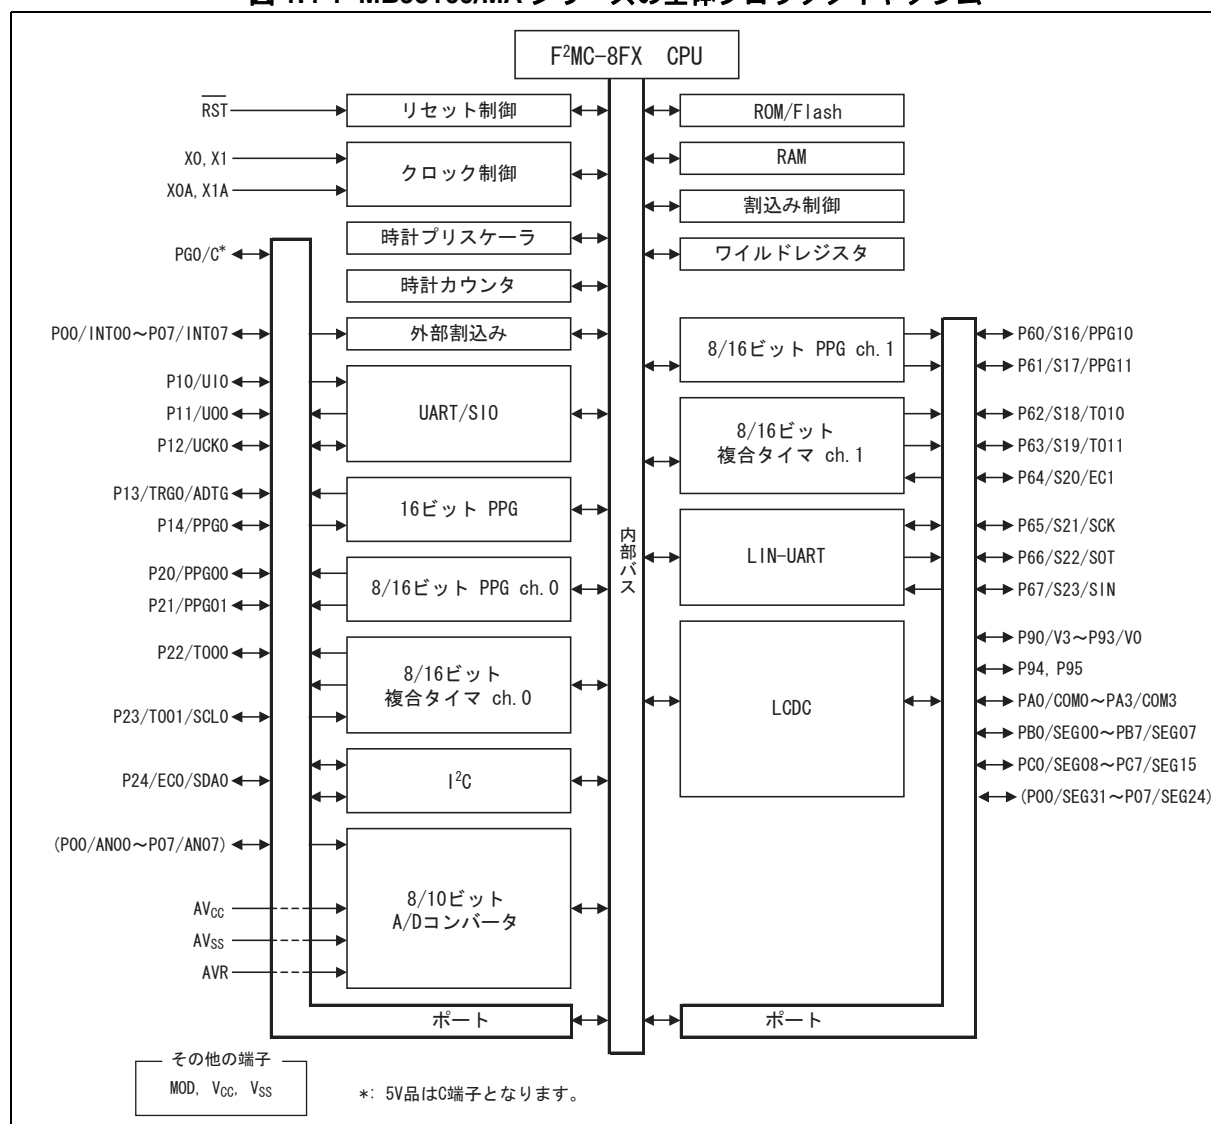 シリーズの全体ブロックダイヤグラム
F²MC-8FX CPU
RST
リセット制御
ROM/Flash
X0, X1
X0A, X1A
クロック制御
RAM
割込み制御
PG0/C*
時計プリスケーラ
ワイルドレジスタ
時計カウンタ
P00/INT00～P07/INT07
外部割込み
8/16ビット PPG ch.1
P60/S16/PPG10
P61/S17/PPG11
P10/UI0
P11/UO0
P12/UCK0
UART/SIO
8/16ビット
複合タイマ ch.1
P62/S18/TO10
P63/S19/TO11
P64/S20/EC1
P13/TRG0/ADTG
P14/PPG0
16ビット PPG
内部バス
LIN-UART
P65/S21/SCK
P66/S22/SOT
P67/S23/SIN
P20/PPG00
P21/PPG01
8/16ビット PPG ch.0
P22/TO00
P23/TO01/SCL0
8/16ビット
複合タイマ ch.0
LCDC
P90/V3～P93/V0
P94, P95
PA0/COM0～PA3/COM3
PB0/SEG00～PB7/SEG07
PC0/SEG08～PC7/SEG15
(P00/SEG31～P07/SEG24)
P24/EC0/SDA0
I²C
(P00/AN00～P07/AN07)
AVCC
AVSS
AVR
8/10ビット
A/Dコンバータ
ポート
ポート
その他の端子
MOD, VCC, VSS
*: 5V品はC端子となります。